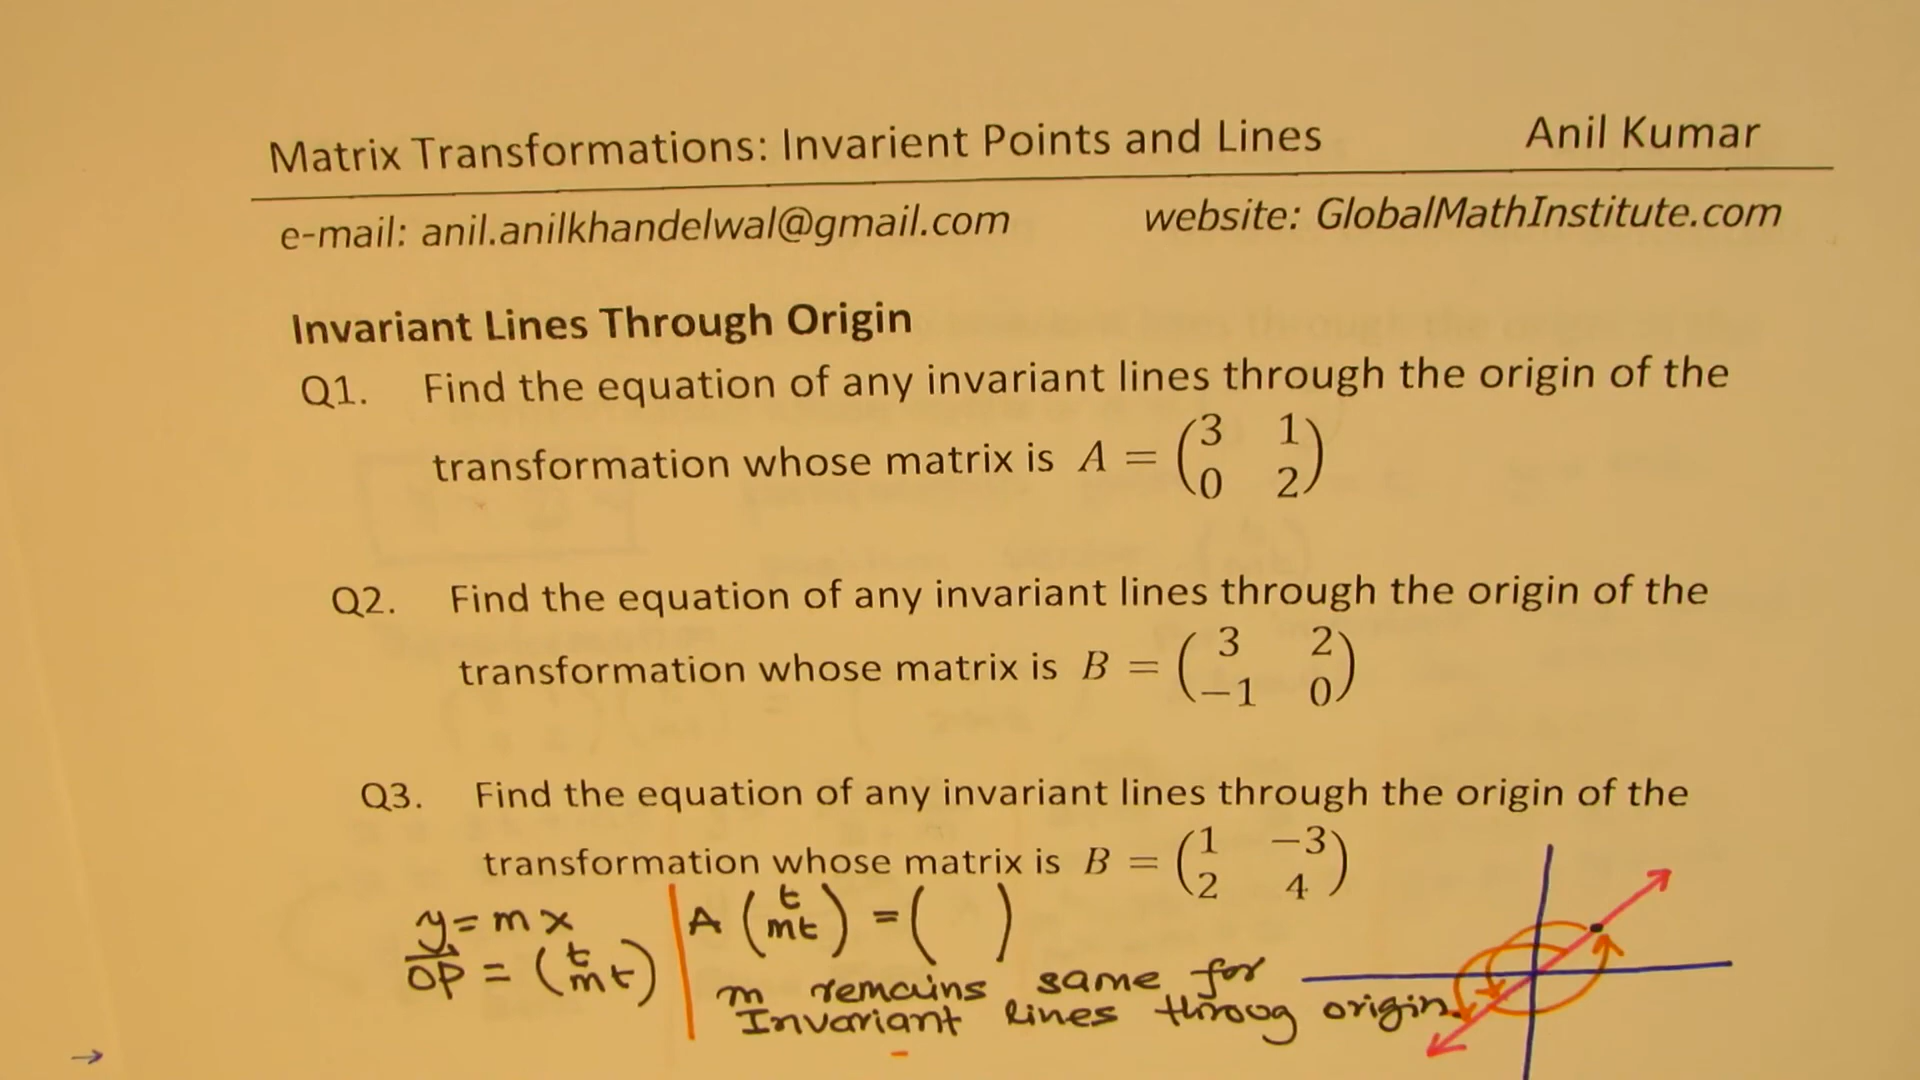 Matrix Transformations: Invarient Points and Lines Anil Kumar
e-mail: anil.anilkhandelwal@gmail.com website: GlobalMathInstitute.com
Invariant Lines Through Origin
Q1. Find the equation of any invariant lines through the origin of the
transformation whose matrix is A = (3 1
0 2)
Q2. Find the equation of any invariant lines through the origin of the
transformation whose matrix is B = (3 2
−1 0)
Q3. Find the equation of any invariant lines through the origin of the
transformation whose matrix is B = (1 −3
2 4)
y = mx
OP = (t
mt)
A (t
mt) = ( )
m remains same for
Invariant lines throug origin.